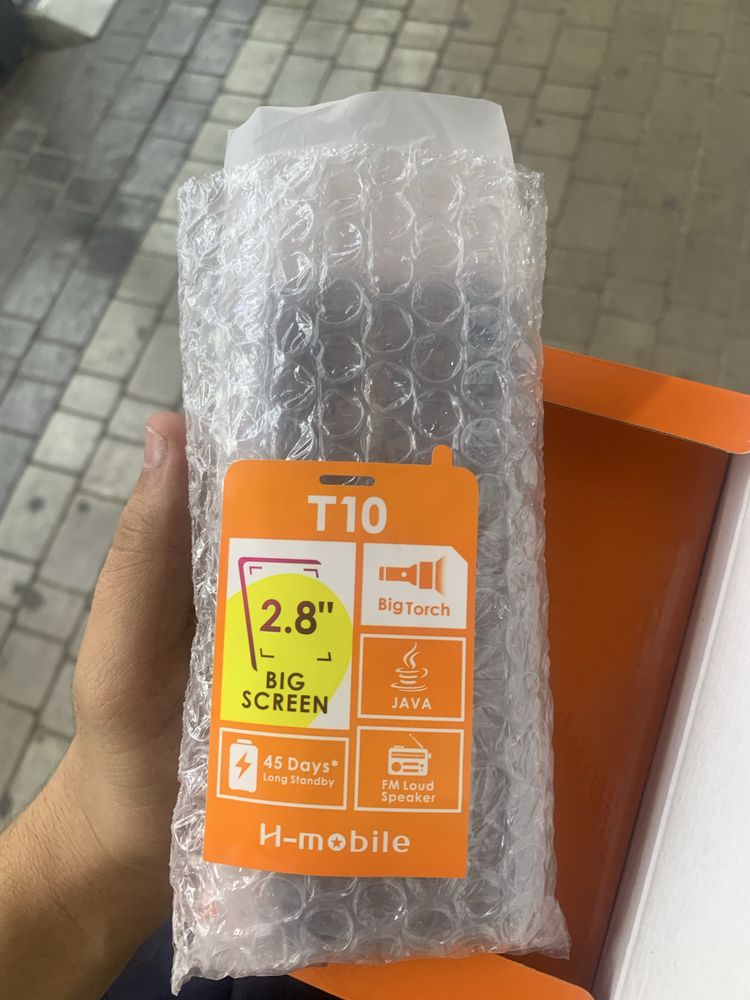 T10
2.8"
BIG
SCREEN
Big Torch
JAVA
45 Days*
Long Standby
FM Loud
Speaker
H-mobile